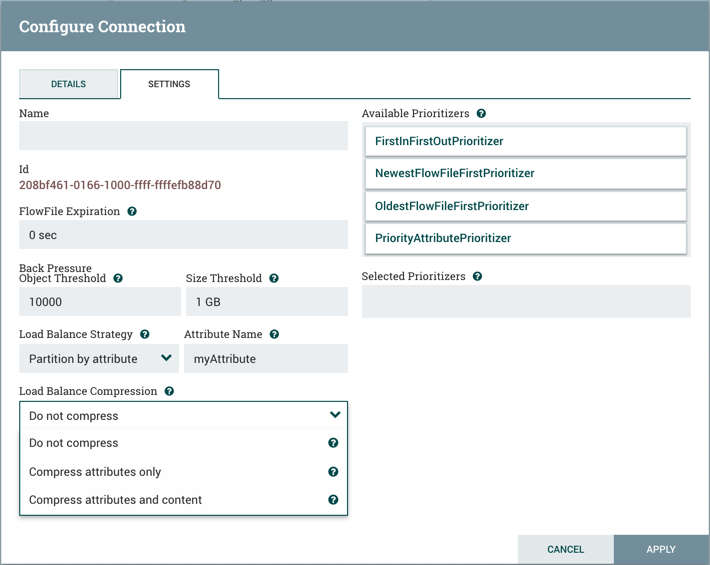 Configure Connection
DETAILS
SETTINGS
Name
Id
208bf461-0166-1000-ffff-ffffefb88d70
FlowFile Expiration
0 sec
Back Pressure
Object Threshold
Size Threshold
10000
1 GB
Load Balance Strategy
Attribute Name
Partition by attribute
myAttribute
Load Balance Compression
Do not compress
Do not compress
Compress attributes only
Compress attributes and content
Available Prioritizers
FirstInFirstOutPrioritizer
NewestFlowFileFirstPrioritizer
OldestFlowFileFirstPrioritizer
PriorityAttributePrioritizer
Selected Prioritizers
CANCEL
APPLY